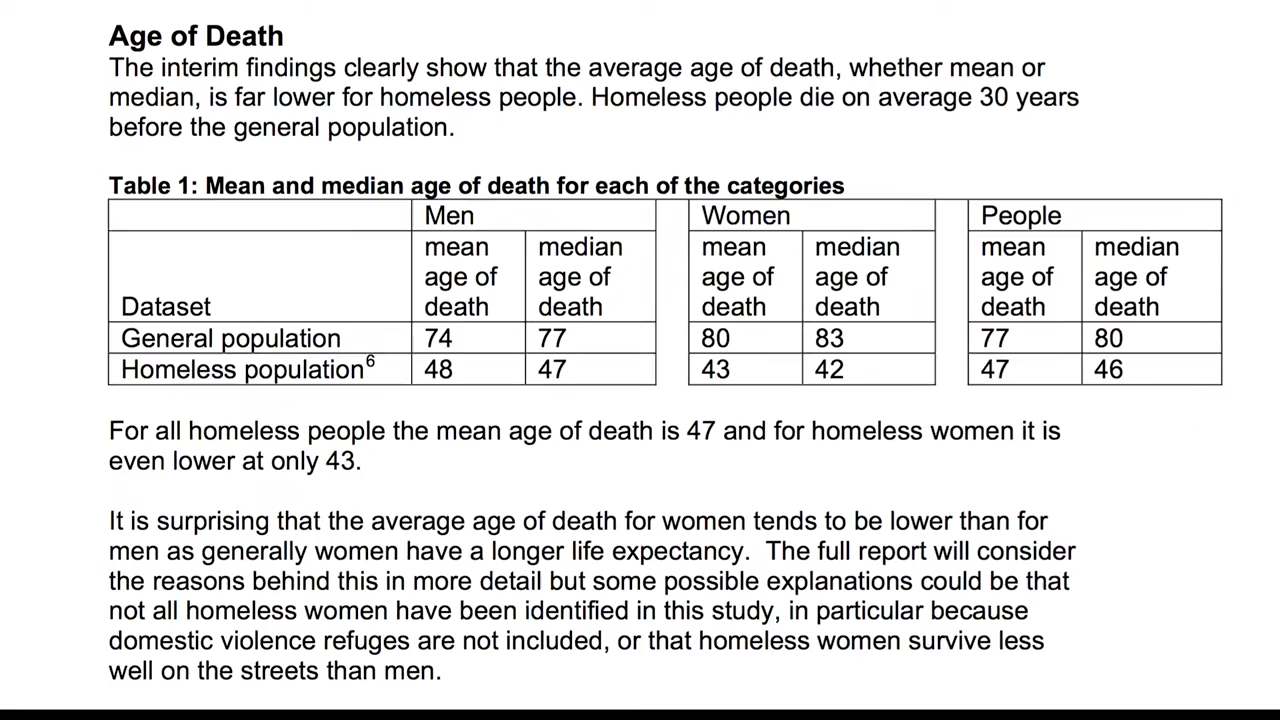 Age of Death
The interim findings clearly show that the average age of death, whether mean or
median, is far lower for homeless people. Homeless people die on average 30 years
before the general population.
Table 1: Mean and median age of death for each of the categories
Men Women People
mean median mean median mean median
age of age of age of age of age of age of
Dataset death death death death death death
General population 74 77 80 83 77 80
Homeless population⁶ 48 47 43 42 47 46
For all homeless people the mean age of death is 47 and for homeless women it is
even lower at only 43.
It is surprising that the average age of death for women tends to be lower than for
men as generally women have a longer life expectancy.  The full report will consider
the reasons behind this in more detail but some possible explanations could be that
not all homeless women have been identified in this study, in particular because
domestic violence refuges are not included, or that homeless women survive less
well on the streets than men.